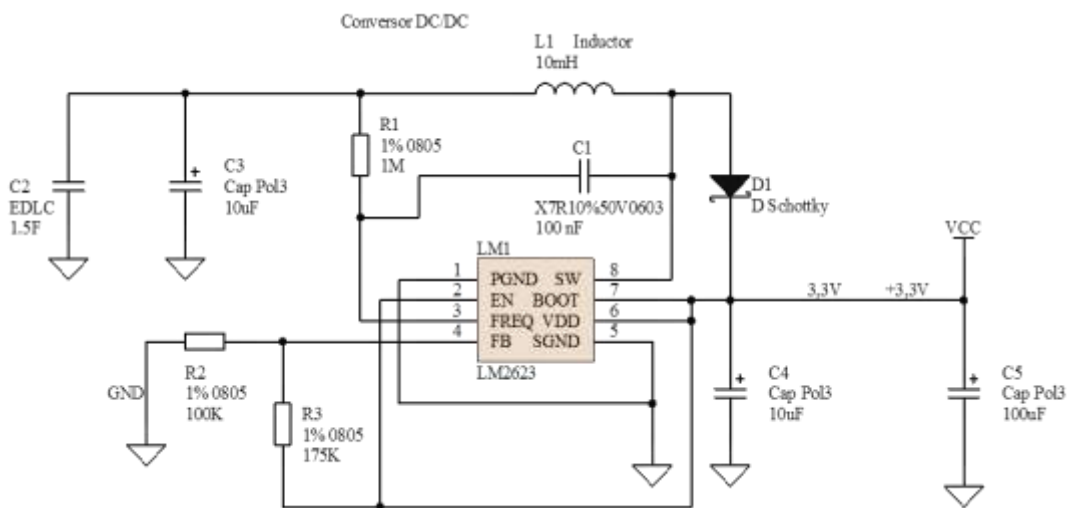 Conversor DC/DC
L1 Inductor
10mH
R1
1% 0805
1M
C1
X7R10%50V0603
100 nF
C2
EDLC
1.5F
C3
+
Cap Pol3
10uF
D1
D Schottky
VCC
LM1
1 PGND SW 8
2 EN BOOT 7
3 FREQ VDD 6
4 FB SGND 5
LM2623
3,3V +3,3V
GND
R2
1% 0805
100K
R3
1% 0805
175K
C4
+
Cap Pol3
10uF
C5
+
Cap Pol3
100uF